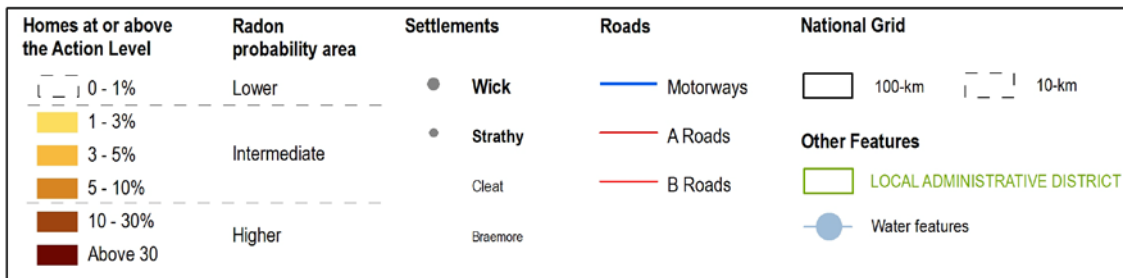 Homes at or above
the Action Level
0 - 1%
1 - 3%
3 - 5%
5 - 10%
10 - 30%
Above 30
Radon
probability area
Lower
Intermediate
Higher
Settlements
Wick
Strathy
Cleat
Braemore
Roads
Motorways
A Roads
B Roads
National Grid
100-km
10-km
Other Features
LOCAL ADMINISTRATIVE DISTRICT
Water features